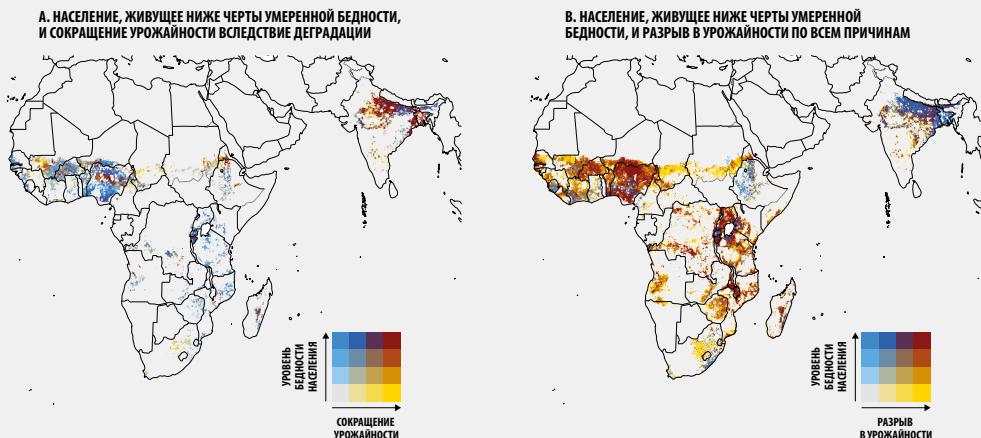 A. НАСЕЛЕНИЕ, ЖИВУЩЕЕ НИЖЕ ЧЕРТЫ УМЕРЕННОЙ БЕДНОСТИ,
И СОКРАЩЕНИЕ УРОЖАЙНОСТИ ВСЛЕДСТВИЕ ДЕГРАДАЦИИ
УРОВЕНЬ
БЕДНОСТИ
НАСЕЛЕНИЯ
СОКРАЩЕНИЕ
УРОЖАЙНОСТИ
B. НАСЕЛЕНИЕ, ЖИВУЩЕЕ НИЖЕ ЧЕРТЫ УМЕРЕННОЙ
БЕДНОСТИ, И РАЗРЫВ В УРОЖАЙНОСТИ ПО ВСЕМ ПРИЧИНАМ
УРОВЕНЬ
БЕДНОСТИ
НАСЕЛЕНИЯ
РАЗРЫВ
В УРОЖАЙНОСТИ